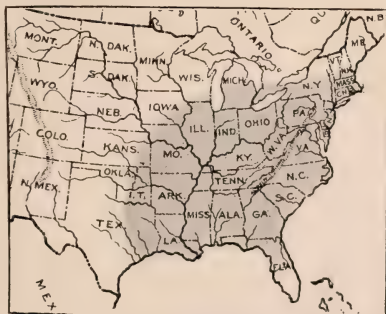 ONTARIO
QU
N.B.
MONT.
N. DAK.
MINN.
ME.
S. DAK.
WIS.
MICH.
VT.
N.H.
N.Y.
MASS
WYO.
IOWA
PA.
NEB.
ILL.
IND.
OHIO
COLO.
W. VA.
KANS.
MO.
KY.
VA.
OKLA.
TENN.
N.C.
N. MEX.
I.T.
ARK.
S.C.
MISS.
ALA.
GA.
TEX.
LA.
FLA.
MEX